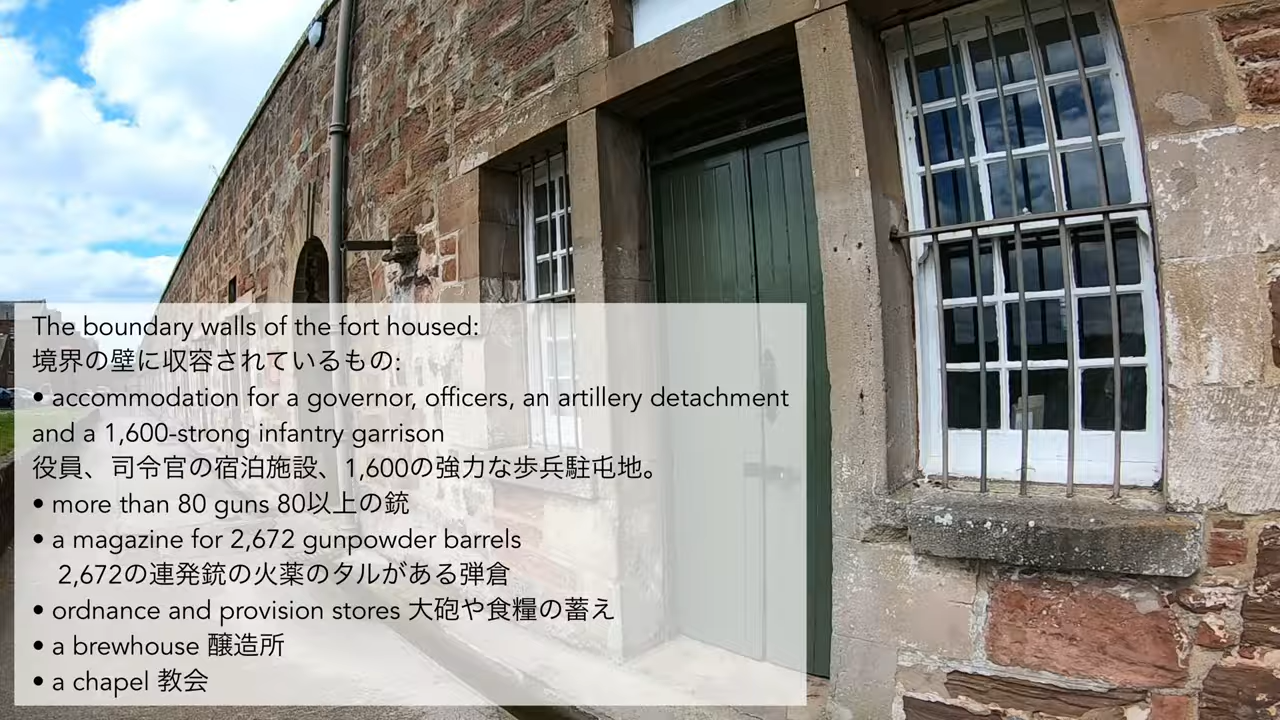 The boundary walls of the fort housed:
境界の壁に収容されているもの:
• accommodation for a governor, officers, an artillery detachment
and a 1,600-strong infantry garrison
役員、司令官の宿泊施設、1,600の強力な歩兵駐屯地。
• more than 80 guns 80以上の銃
• a magazine for 2,672 gunpowder barrels
2,672の連発銃の火薬のタルがある弾倉
• ordnance and provision stores 大砲や食糧の蓄え
• a brewhouse 醸造所
• a chapel 教会